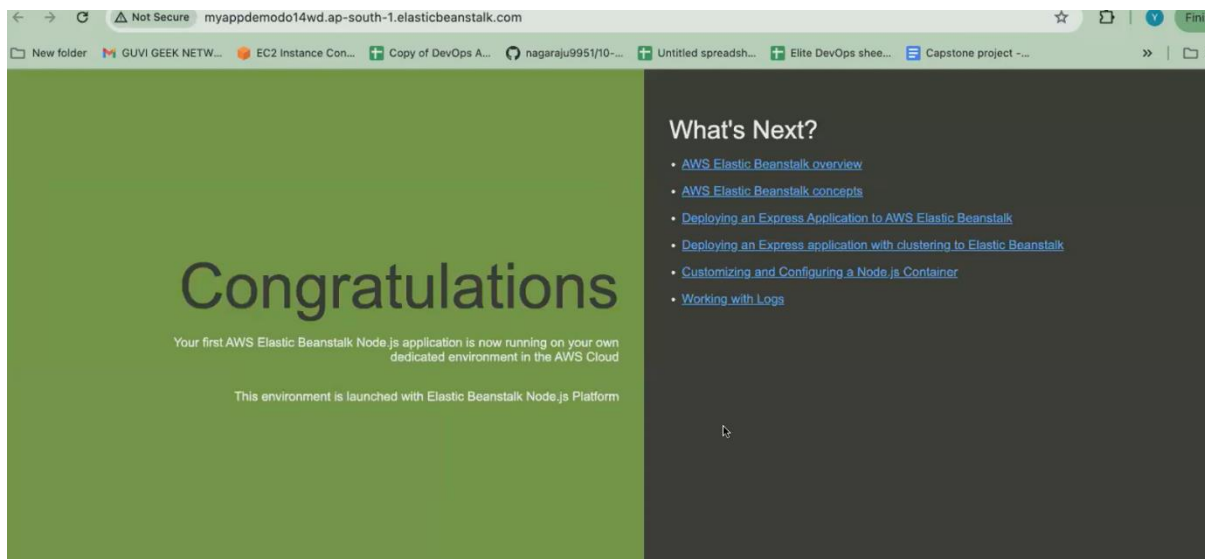 Not Secure myappdemodo14wd.ap-south-1.elasticbeanstalk.com Y Fini
New folder GUVI GEEK NETW... EC2 Instance Con... Copy of DevOps A... nagaraju9951/10-... Untitled spreadsh... Elite DevOps shee... Capstone project -... »
Congratulations
Your first AWS Elastic Beanstalk Node.js application is now running on your own
dedicated environment in the AWS Cloud
This environment is launched with Elastic Beanstalk Node.js Platform
What's Next?
• AWS Elastic Beanstalk overview
• AWS Elastic Beanstalk concepts
• Deploying an Express Application to AWS Elastic Beanstalk
• Deploying an Express application with clustering to Elastic Beanstalk
• Customizing and Configuring a Node.js Container
• Working with Logs